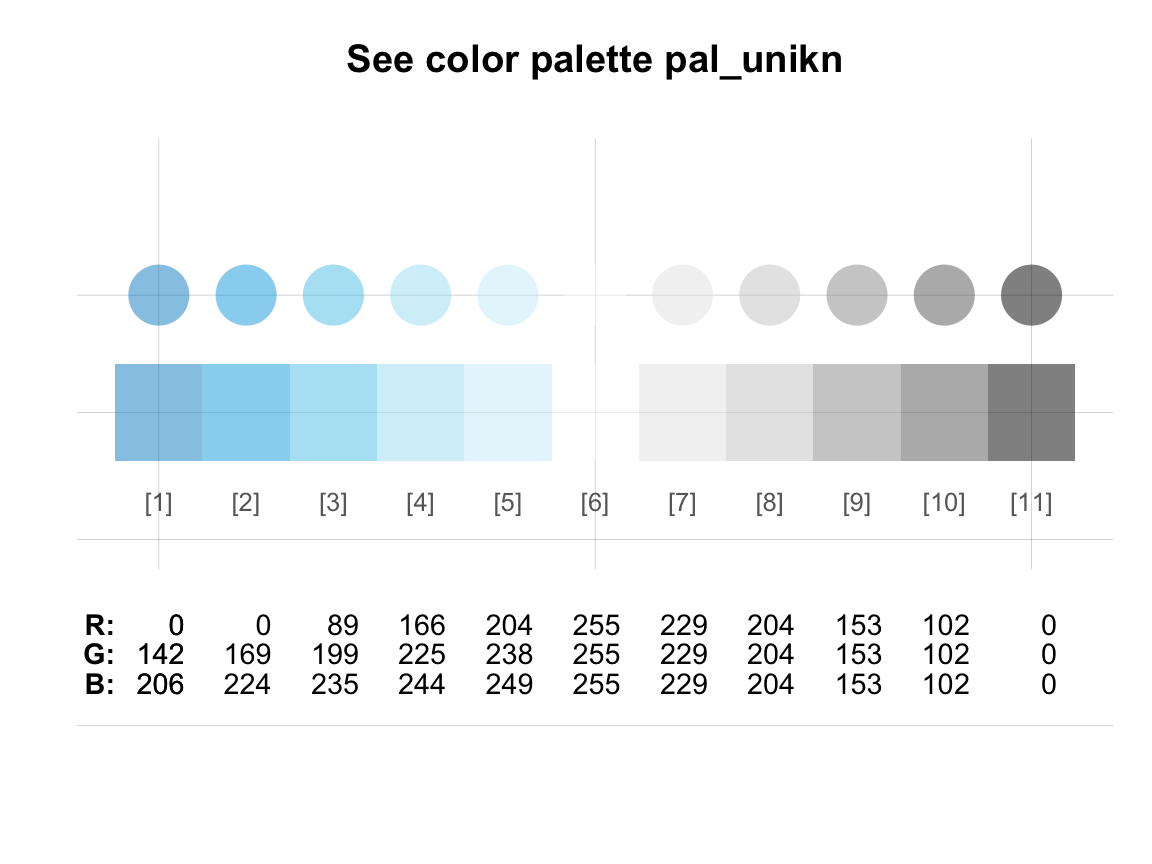 See color palette pal_unikn
[1] [2] [3] [4] [5] [6] [7] [8] [9] [10] [11]
R: 0 0 89 166 204 255 229 204 153 102 0
G: 142 169 199 225 238 255 229 204 153 102 0
B: 206 224 235 244 249 255 229 204 153 102 0